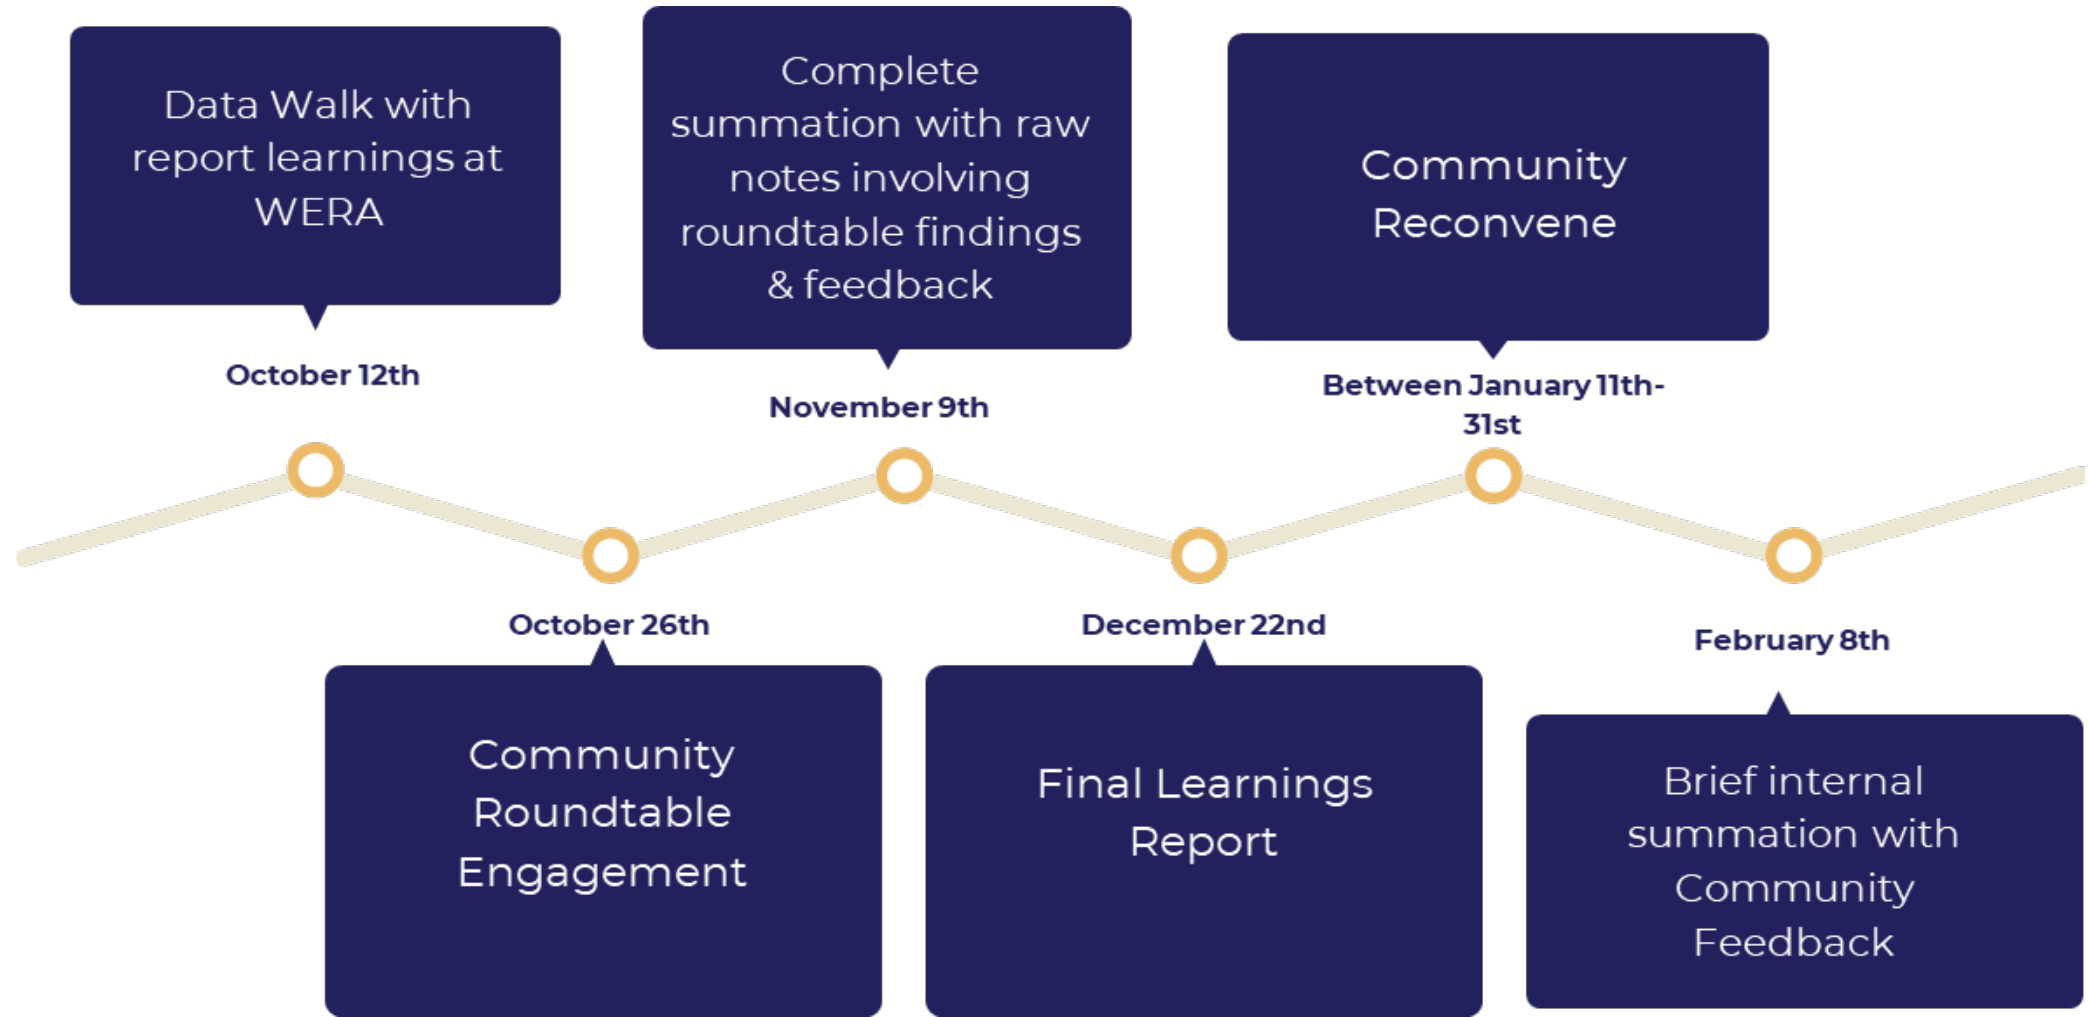 Data Walk with
report learnings at
WERA
October 12th
Community
Roundtable
Engagement
October 26th
Complete
summation with raw
notes involving
roundtable findings
& feedback
November 9th
Final Learnings
Report
December 22nd
Community
Reconvene
Between January 11th-
31st
Brief internal
summation with
Community
Feedback
February 8th